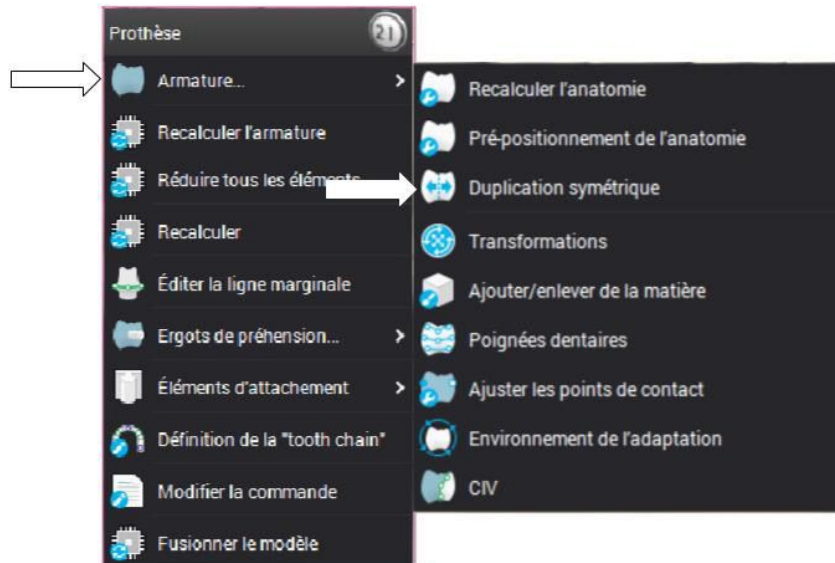 Prothèse 21
Armature...
Recalculer l'armature
Réduire tous les éléments
Recalculer
Éditer la ligne marginale
Ergots de préhension...
Éléments d'attachement
Définition de la "tooth chain"
Modifier la commande
Fusionner le modèle
Recalculer l'anatomie
Pré-positionnement de l'anatomie
Duplication symétrique
Transformations
Ajouter/enlever de la matière
Poignées dentaires
Ajuster les points de contact
Environnement de l'adaptation
CIV